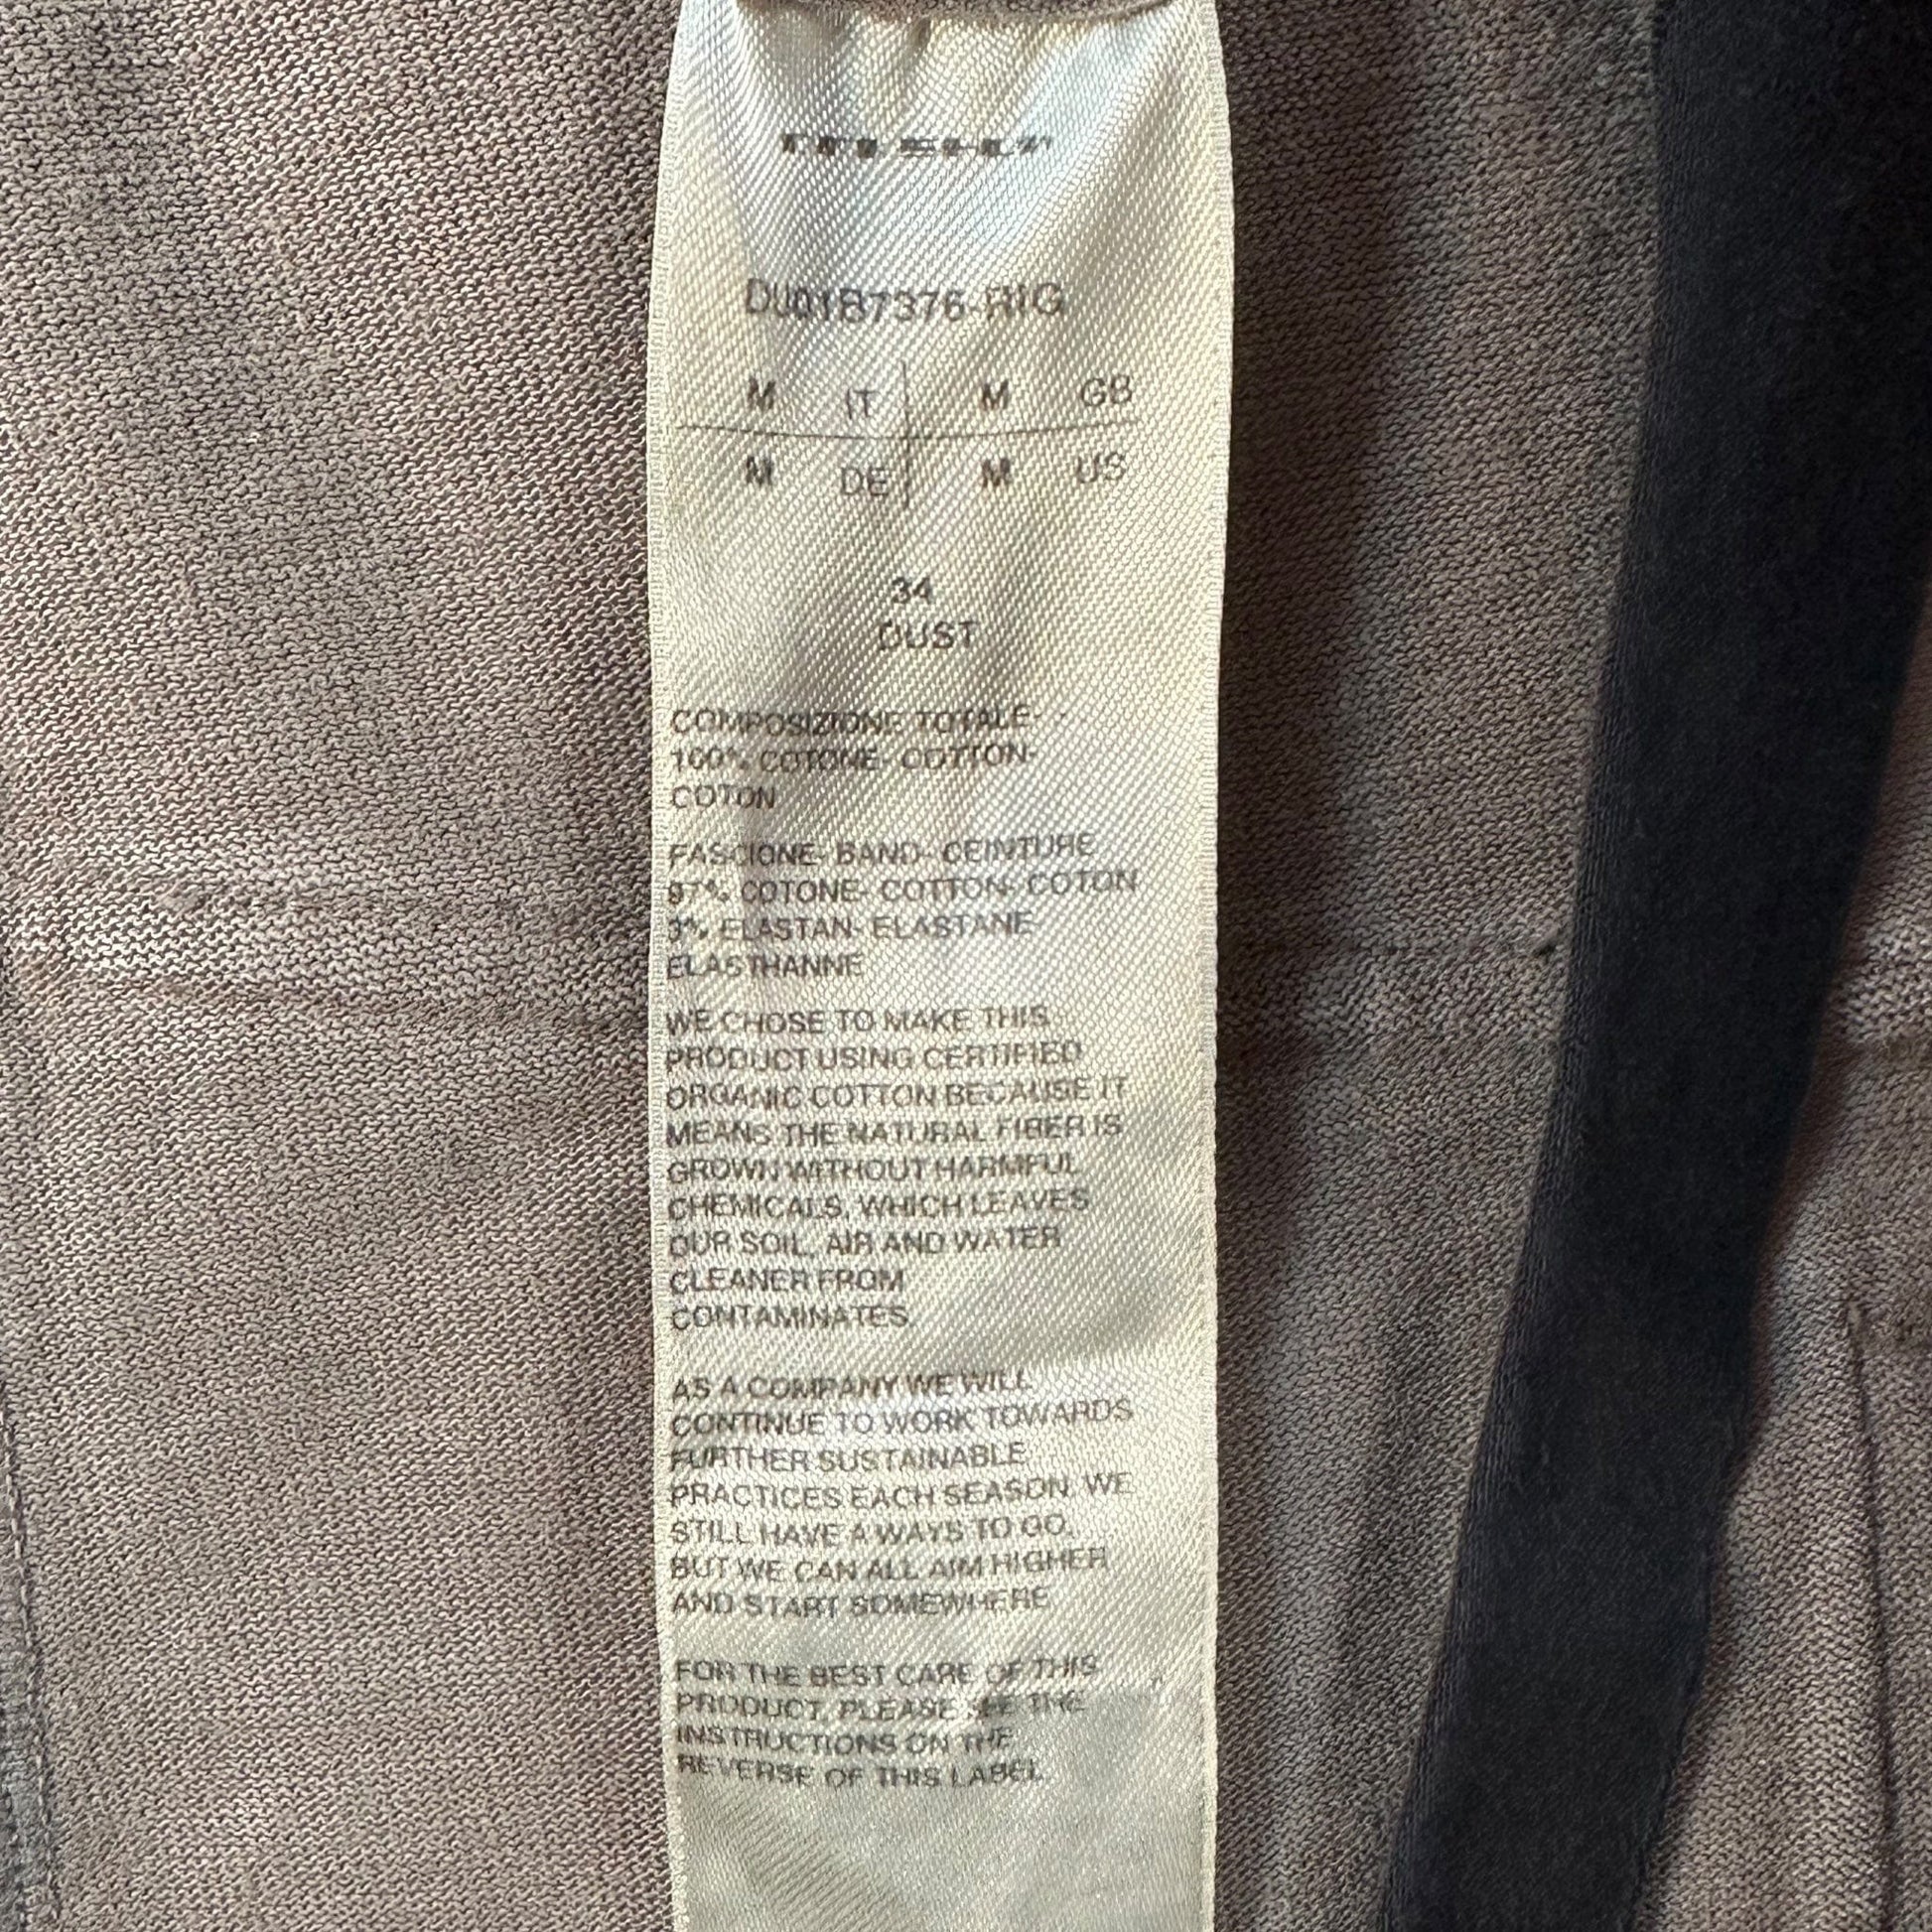 DU01B7376-RIG
M IT M GB
M DE M US
34
DUST
COMPOSIZIONE TOTALE-
100% COTONE- COTTON-
COTON
FASCIONE- BAND- CEINTURE
97% COTONE- COTTON- COTON
3% ELASTAN- ELASTANE
ELASTHANNE
WE CHOSE TO MAKE THIS
PRODUCT USING CERTIFIED
ORGANIC COTTON BECAUSE IT
MEANS THE NATURAL FIBER IS
GROWN WITHOUT HARMFUL
CHEMICALS, WHICH LEAVES
OUR SOIL, AIR AND WATER
CLEANER FROM
CONTAMINATES.
AS A COMPANY WE WILL
CONTINUE TO WORK TOWARDS
FURTHER SUSTAINABLE
PRACTICES EACH SEASON. WE
STILL HAVE A WAYS TO GO,
BUT WE CAN ALL AIM HIGHER
AND START SOMEWHERE
FOR THE BEST CARE OF THIS
PRODUCT, PLEASE SEE THE
INSTRUCTIONS ON THE
REVERSE OF THIS LABEL